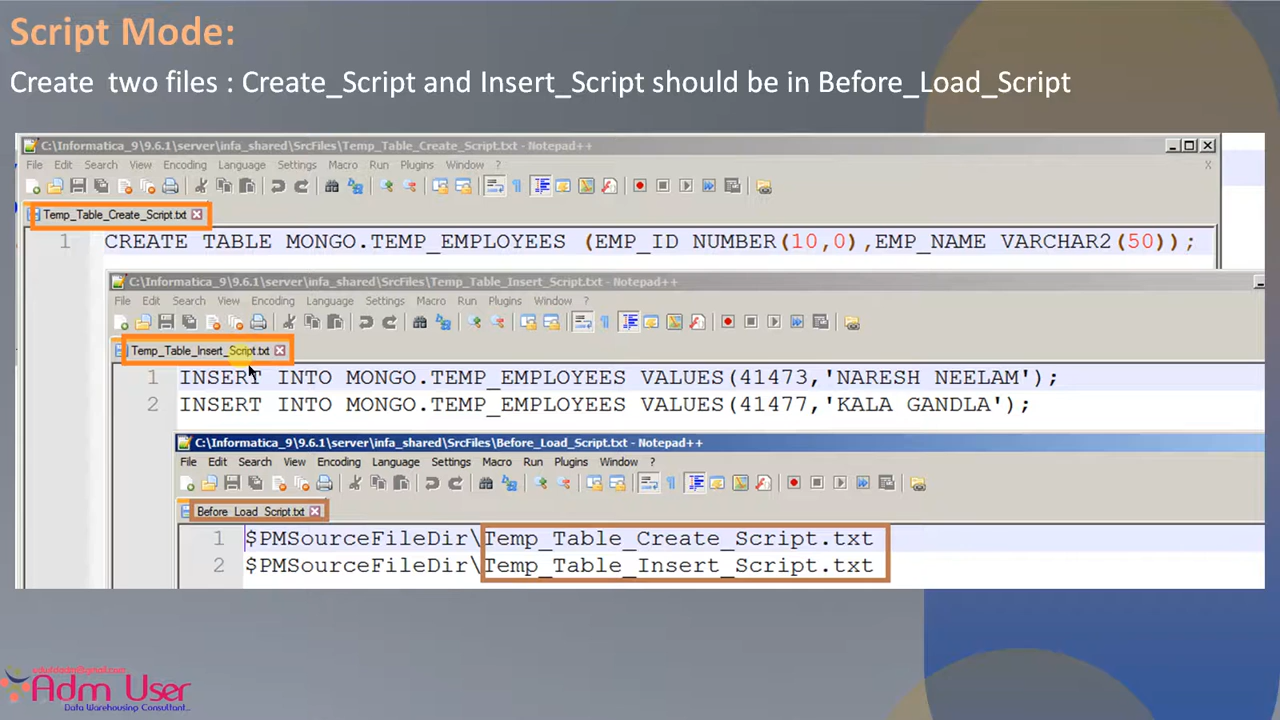 Script Mode:
Create two files : Create_Script and Insert_Script should be in Before_Load_Script
C:\Informatica_9\9.6.1\server\infa_shared\SrcFiles\Temp_Table_Create_Script.txt - Notepad++
File Edit Search View Encoding Language Settings Macro Run Plugins Window ?
Temp_Table_Create_Script.txt
1 CREATE TABLE MONGO.TEMP_EMPLOYEES (EMP_ID NUMBER(10,0),EMP_NAME VARCHAR2(50));
C:\Informatica_9\9.6.1\server\infa_shared\SrcFiles\Temp_Table_Insert_Script.txt - Notepad++
File Edit Search View Encoding Language Settings Macro Run Plugins Window ?
Temp_Table_Insert_Script.txt
1 INSERT INTO MONGO.TEMP_EMPLOYEES VALUES(41473,'NARESH NEELAM');
2 INSERT INTO MONGO.TEMP_EMPLOYEES VALUES(41477,'KALA GANDLA');
C:\Informatica_9\9.6.1\server\infa_shared\SrcFiles\Before_Load_Script.txt - Notepad++
File Edit Search View Encoding Language Settings Macro Run Plugins Window ?
Before_Load_Script.txt
1 $PMSourceFileDir\Temp_Table_Create_Script.txt
2 $PMSourceFileDir\Temp_Table_Insert_Script.txt
Adm User
Data Warehousing Consultant...